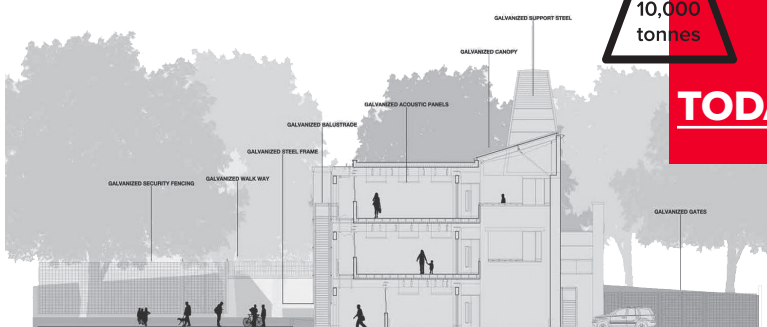 10,000
tonnes
TODA
GALVANIZED SUPPORT STEEL
GALVANIZED CANOPY
GALVANIZED ACOUSTIC PANELS
GALVANIZED BALUSTRADE
GALVANIZED STEEL FRAME
GALVANIZED SECURITY FENCING
GALVANIZED WALK WAY
GALVANIZED GATES